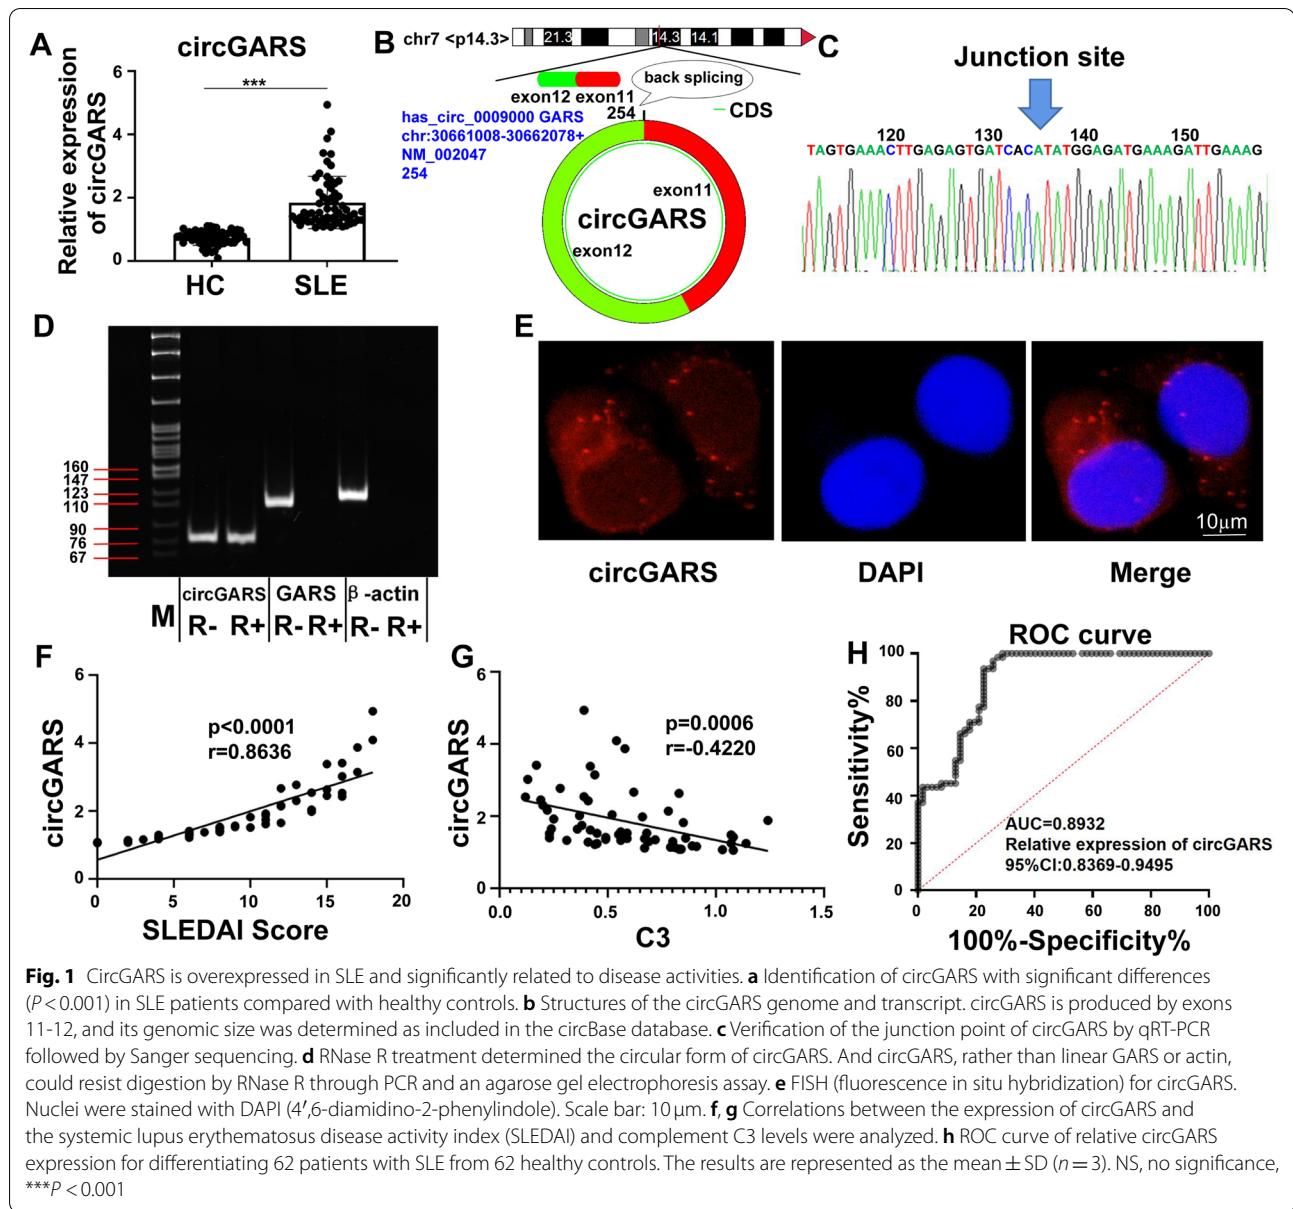 A
circGARS
Relative expression
of circGARS
6
4
2
0
***
HC
SLE
B
chr7 <p14.3>
21.3
14.3
14.1
back splicing
exon12
exon11
254
CDS
has_circ_0009000 GARS
chr:30661008-30662078+
NM_002047
254
exon11
circGARS
exon12
C
Junction site
120
130
140
150
TAGTGAAACTTGAGAGTGATCACATATGGAGATGAAAGATTGAAAG
D
160
147
123
110
90
76
67
M
circGARS
GARS
β -actin
R- R+ R- R+ R- R+
E
10μm
circGARS
DAPI
Merge
F
circGARS
6
4
2
0
p<0.0001
r=0.8636
0
5
10
15
20
SLEDAI Score
G
circGARS
6
4
2
0
p=0.0006
r=-0.4220
0.0
0.5
1.0
1.5
C3
H
ROC curve
Sensitivity%
100
80
60
40
20
0
AUC=0.8932
Relative expression of circGARS
95%CI:0.8369-0.9495
0
20
40
60
80
100
100%-Specificity%
Fig. 1 CircGARS is overexpressed in SLE and significantly related to disease activities. a Identification of circGARS with significant differences
(P < 0.001) in SLE patients compared with healthy controls. b Structures of the circGARS genome and transcript. circGARS is produced by exons
11-12, and its genomic size was determined as included in the circBase database. c Verification of the junction point of circGARS by qRT-PCR
followed by Sanger sequencing. d RNase R treatment determined the circular form of circGARS. And circGARS, rather than linear GARS or actin,
could resist digestion by RNase R through PCR and an agarose gel electrophoresis assay. e FISH (fluorescence in situ hybridization) for circGARS.
Nuclei were stained with DAPI (4′,6-diamidino-2-phenylindole). Scale bar: 10 μm. f, g Correlations between the expression of circGARS and
the systemic lupus erythematosus disease activity index (SLEDAI) and complement C3 levels were analyzed. h ROC curve of relative circGARS
expression for differentiating 62 patients with SLE from 62 healthy controls. The results are represented as the mean ± SD (n = 3). NS, no significance,
***P < 0.001